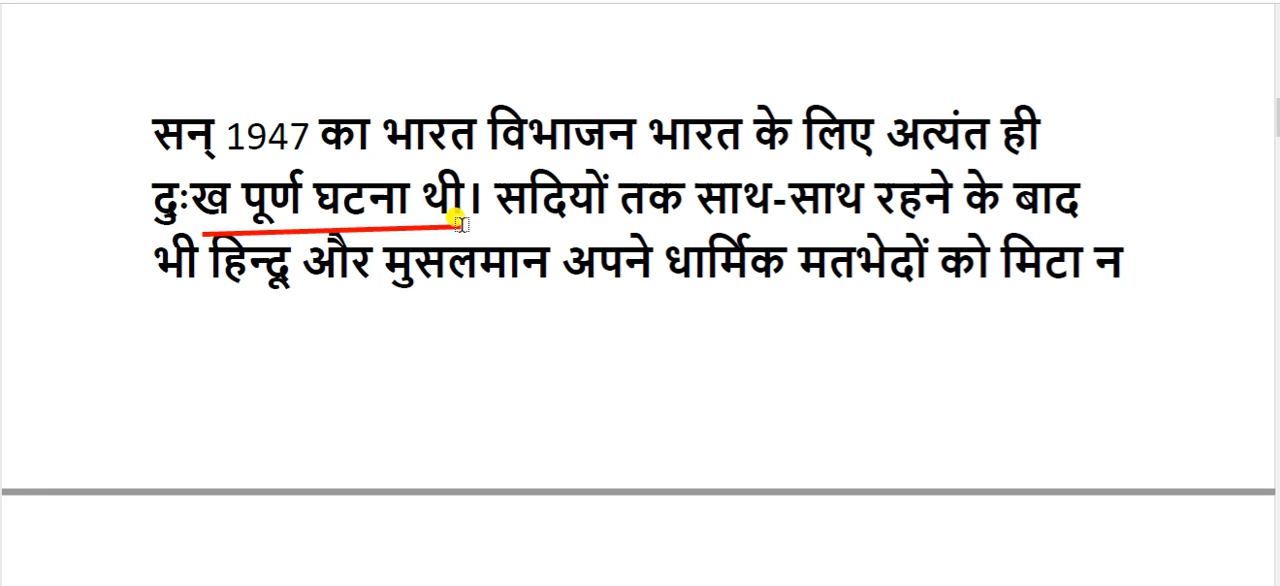 सन् 1947 का भारत विभाजन भारत के लिए अत्यंत ही
दुःख पूर्ण घटना थी। सदियों तक साथ-साथ रहने के बाद
भी हिन्दू और मुसलमान अपने धार्मिक मतभेदों को मिटा न